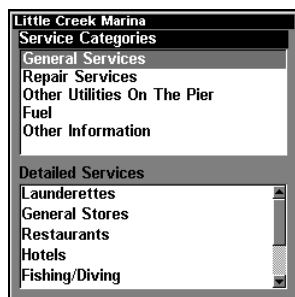 Little Creek Marina
Service Categories
General Services
Repair Services
Other Utilities On The Pier
Fuel
Other Information
Detailed Services
Launderettes
General Stores
Restaurants
Hotels
Fishing/Diving